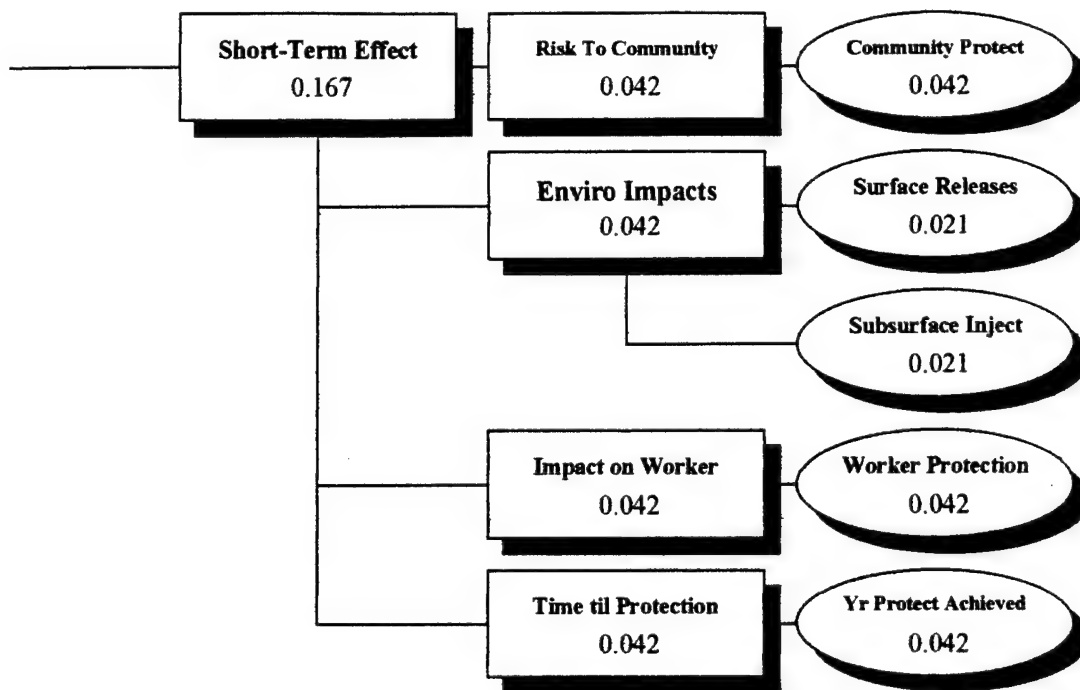 Short-Term Effect
0.167
Risk To Community
0.042
Community Protect
0.042
Enviro Impacts
0.042
Surface Releases
0.021
Subsurface Inject
0.021
Impact on Worker
0.042
Worker Protection
0.042
Time til Protection
0.042
Yr Protect Achieved
0.042